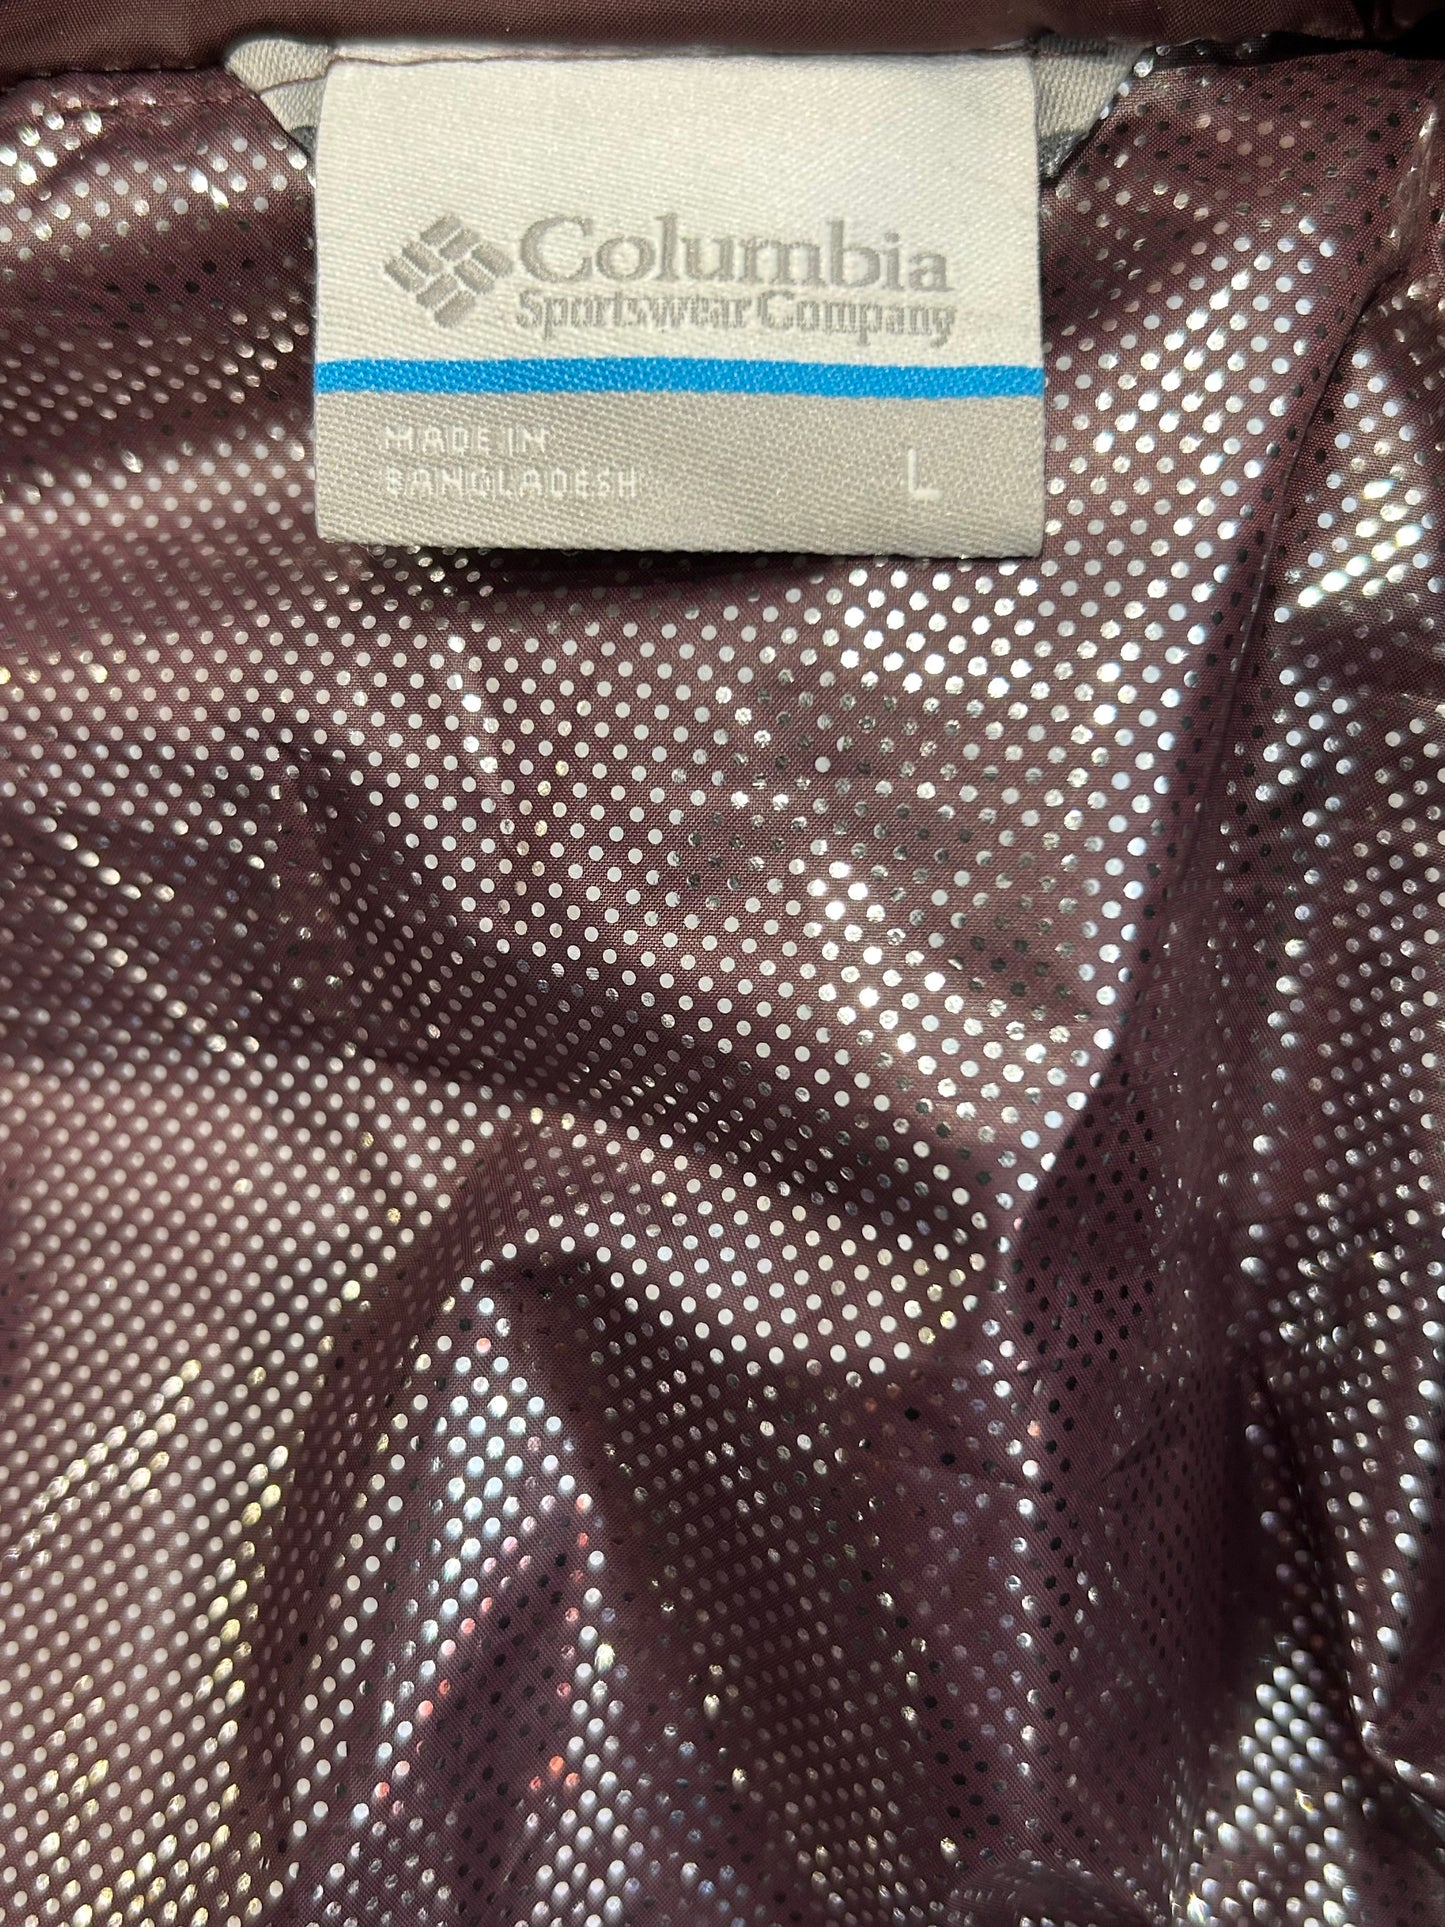 Columbia
Sportswear Company
MADE IN
BANGLADESH
L